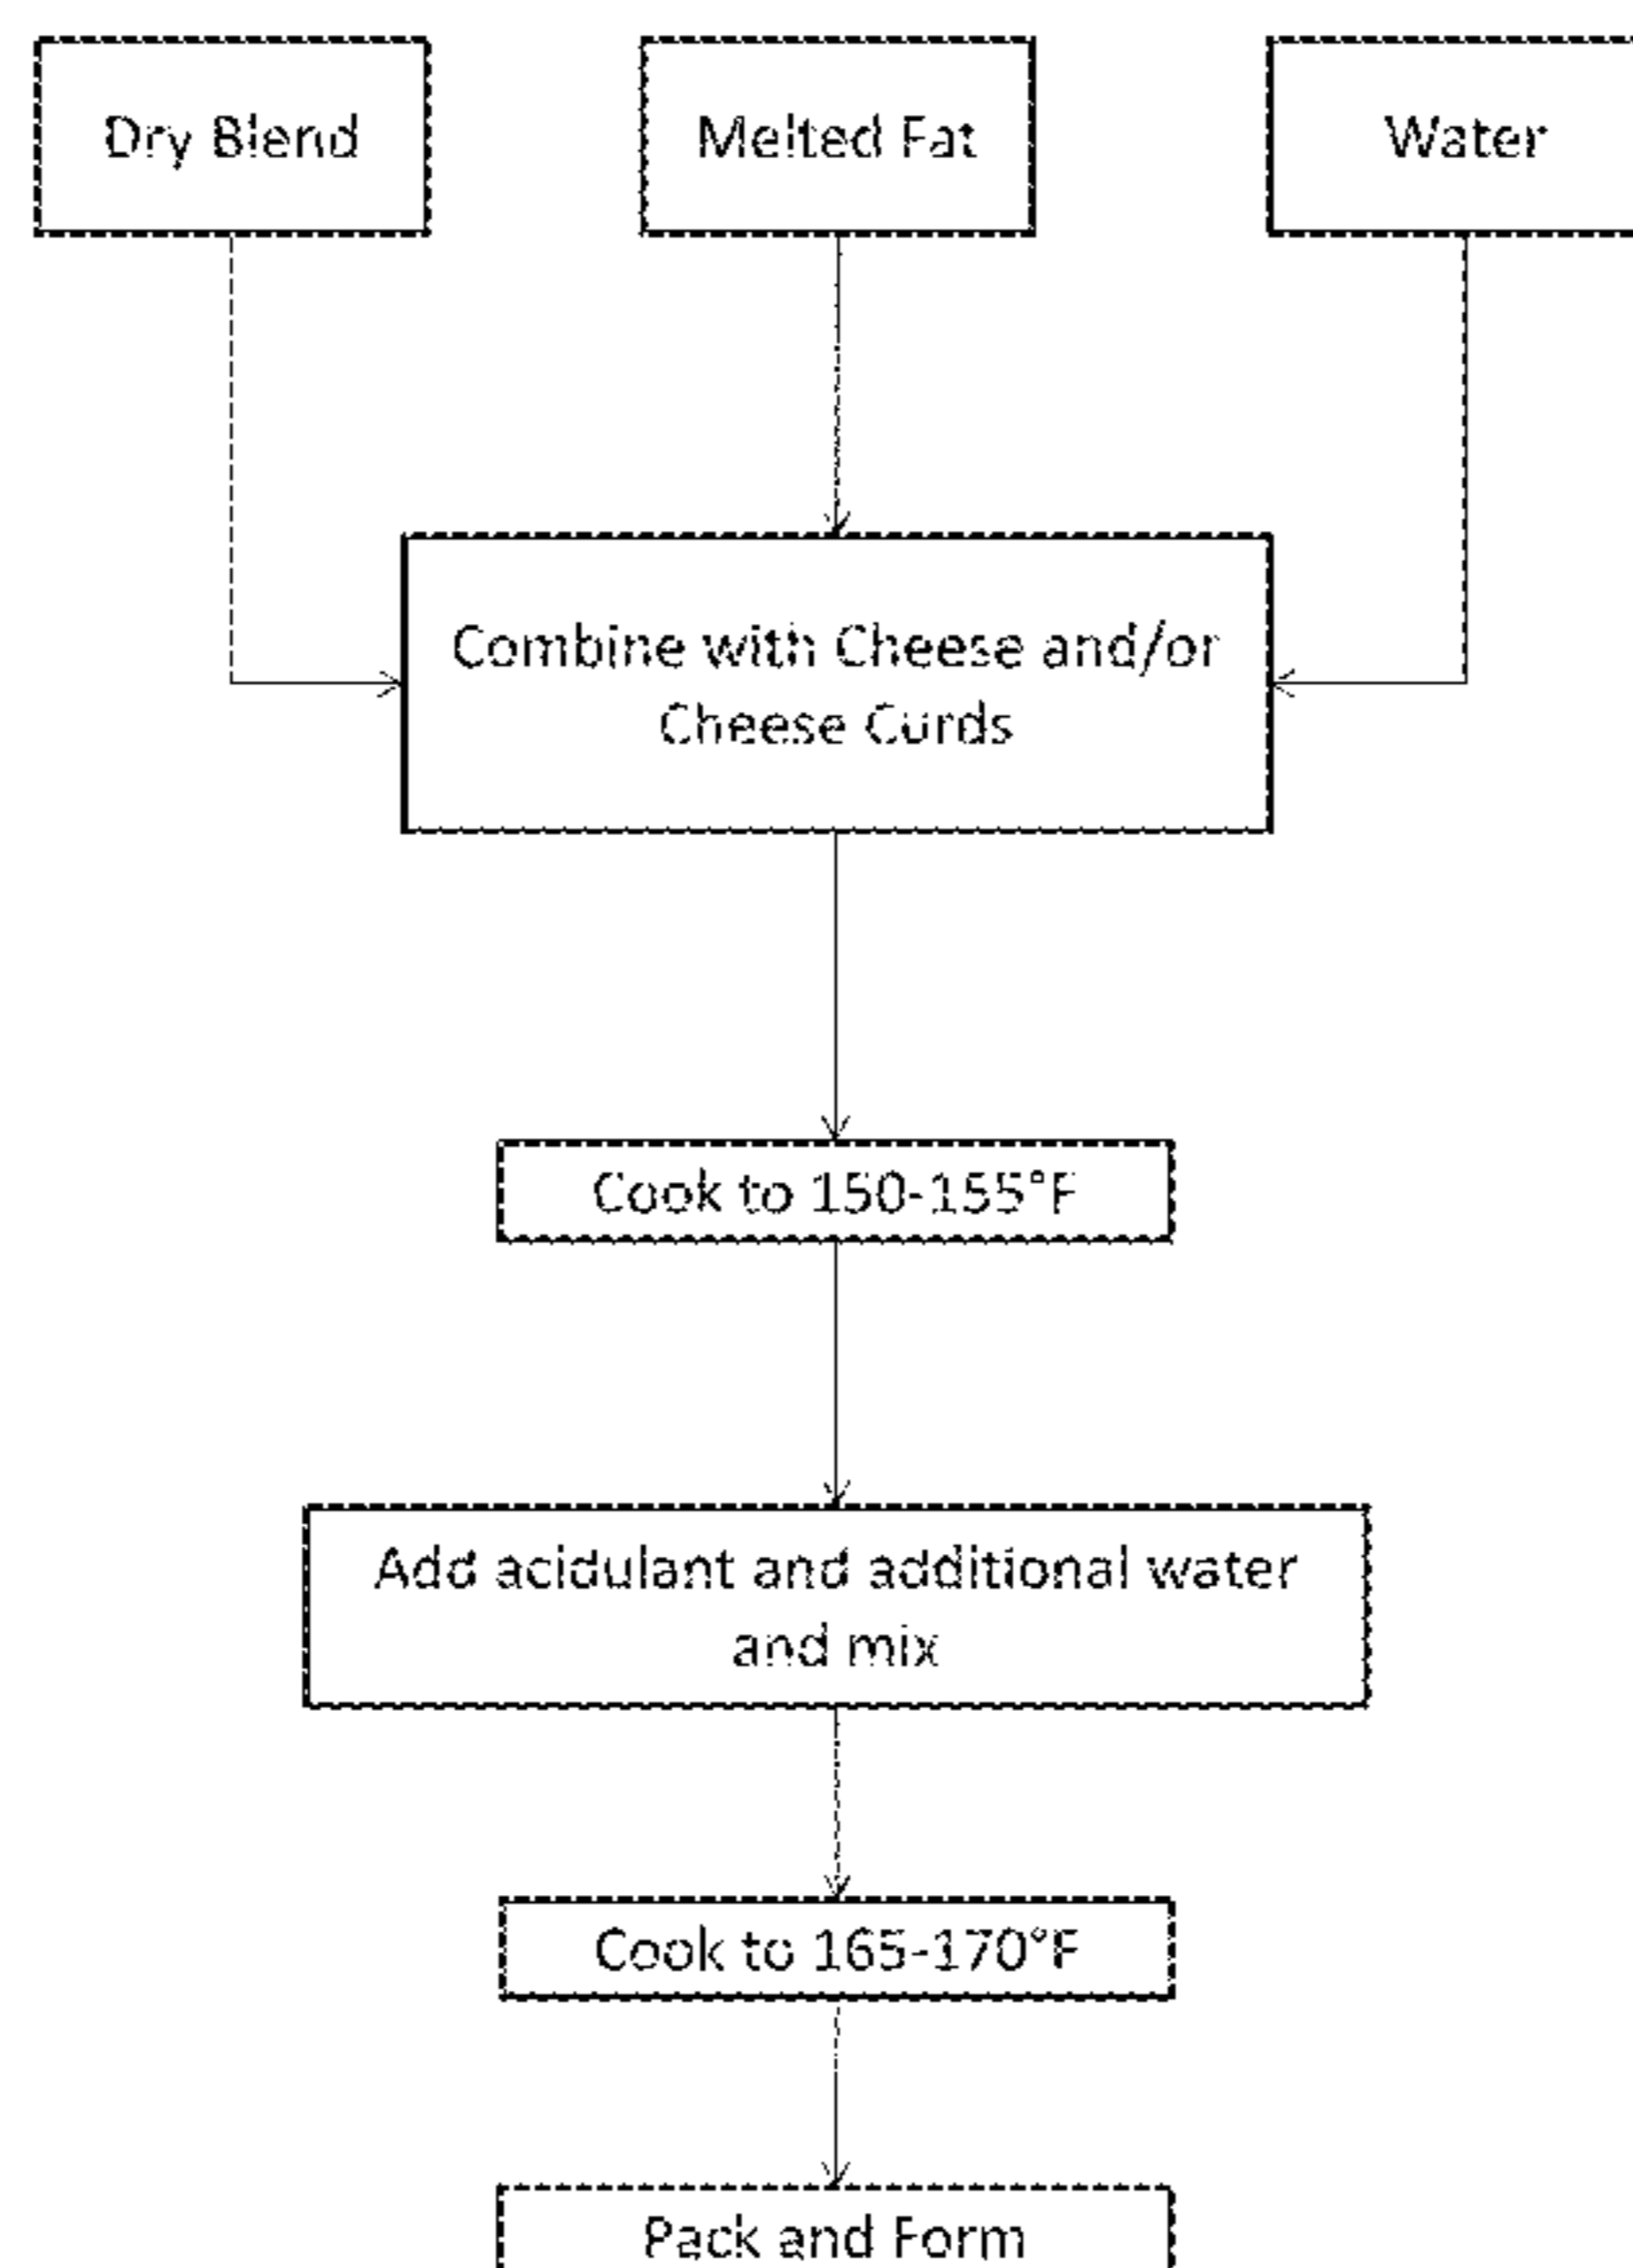 Dry Blend
Melted Fat
Water
Combine with Cheese and/or
Cheese Curds
Cook to 150-155°F
Add acidulant and additional water
and mix
Cook to 165-170°F
Pack and Form